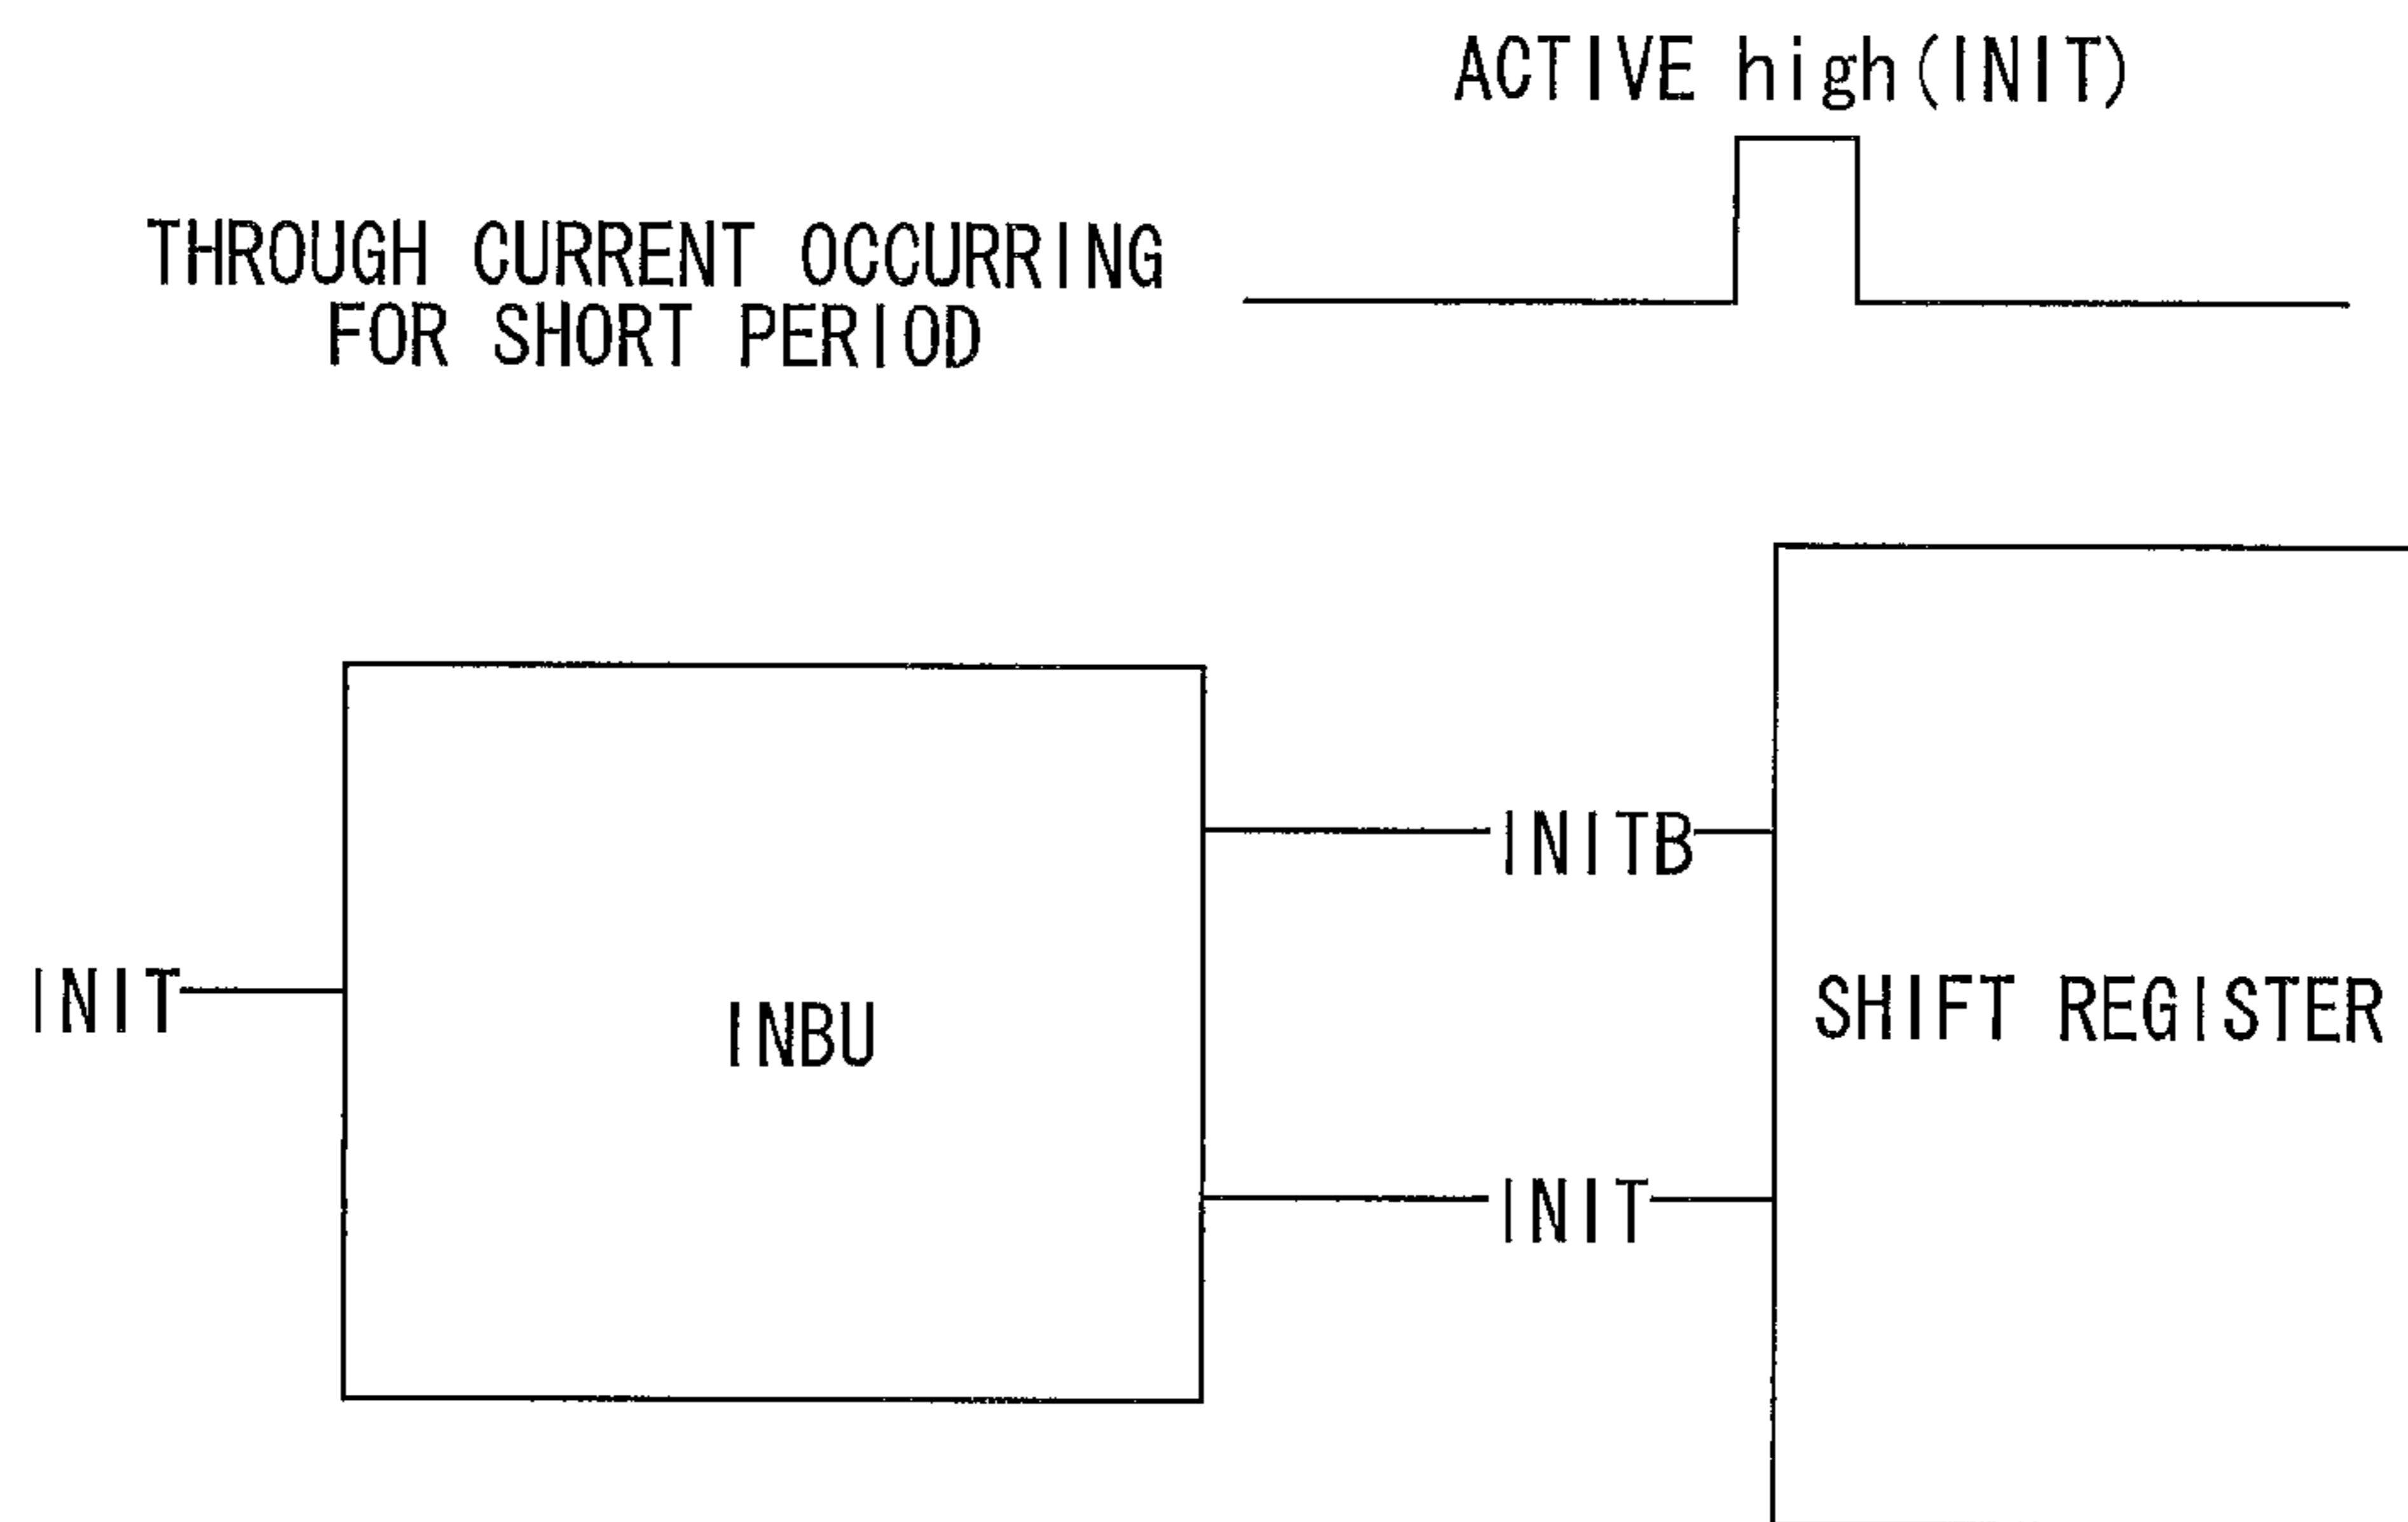 ACTIVE high(INIT)
THROUGH CURRENT OCCURRING
FOR SHORT PERIOD
INITB
INIT
INBU
SHIFT REGISTER
INIT